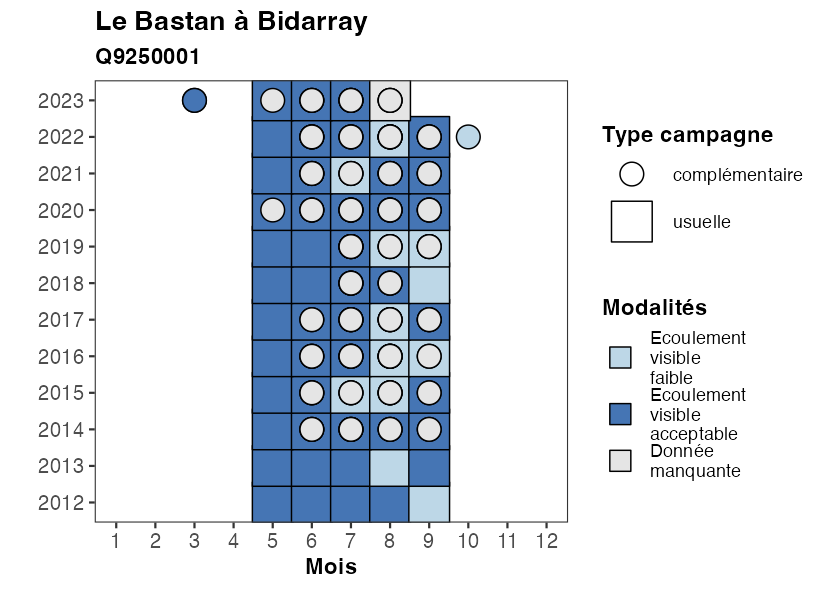 Le Bastan à Bidarray
Q9250001
2023
2022
2021
2020
2019
2018
2017
2016
2015
2014
2013
2012
1 2 3 4 5 6 7 8 9 10 11 12
Mois
Type campagne
complémentaire
usuelle
Modalités
Ecoulement
visible
faible
Ecoulement
visible
acceptable
Donnée
manquante